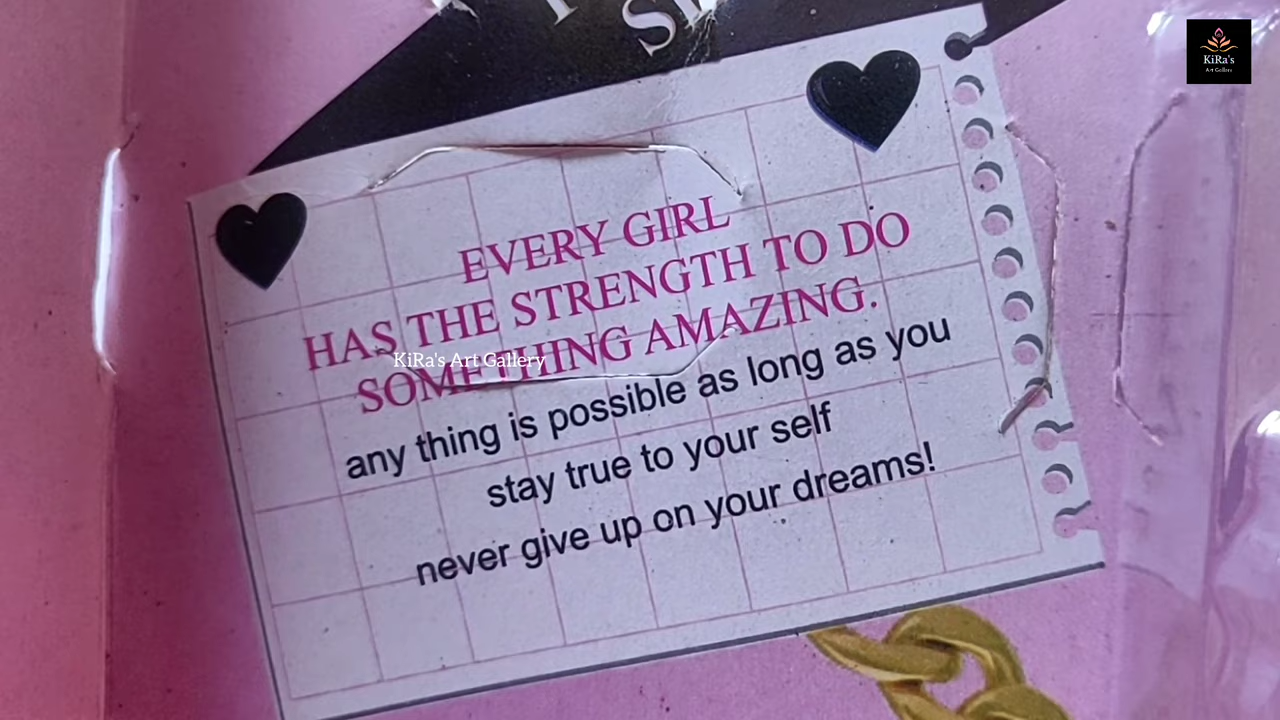 KiRa's
Art Gallery
EVERY GIRL
HAS THE STRENGTH TO DO
SOMETHING AMAZING.
KiRa's Art Gallery
any thing is possible as long as you
stay true to your self
never give up on your dreams!